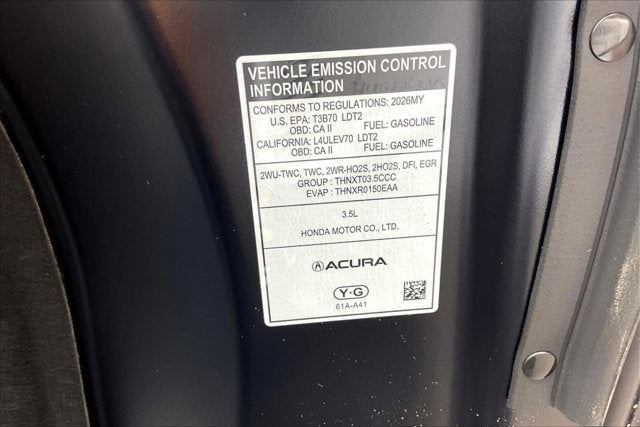 VEHICLE EMISSION CONTROL
INFORMATION
CONFORMS TO REGULATIONS: 2026MY
U.S. EPA: T3B70 LDT2
OBD: CA II FUEL: GASOLINE
CALIFORNIA: L4ULEV70 LDT2
OBD: CA II FUEL: GASOLINE
2WU-TWC, TWC, 2WR-HO2S, 2HO2S, DFI, EGR
GROUP : THNXT03.5CCC
EVAP : THNXR0150EAA
3.5L
HONDA MOTOR CO., LTD.
ACURA
Y·G
61A-A41